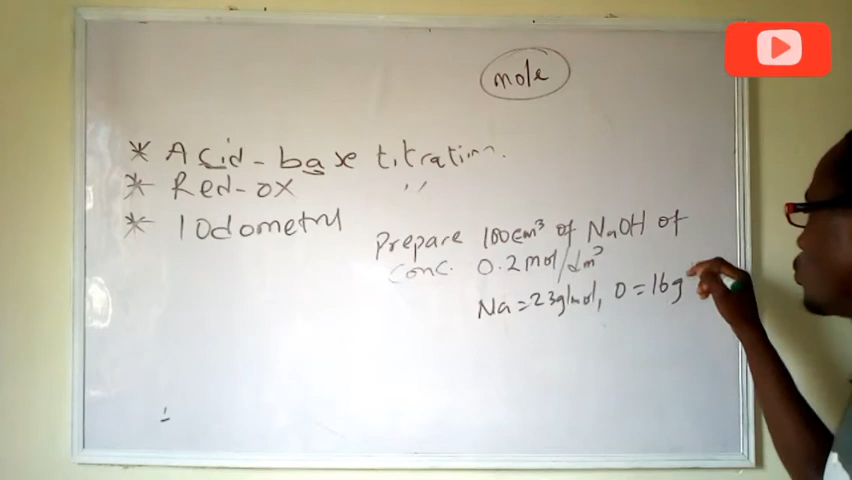 mole
* Acid-base titration.
* Red-ox ,,
* Iodometry
Prepare 100cm³ of NaOH of
conc. 0.2mol/dm³
Na=23g/mol, O=16g